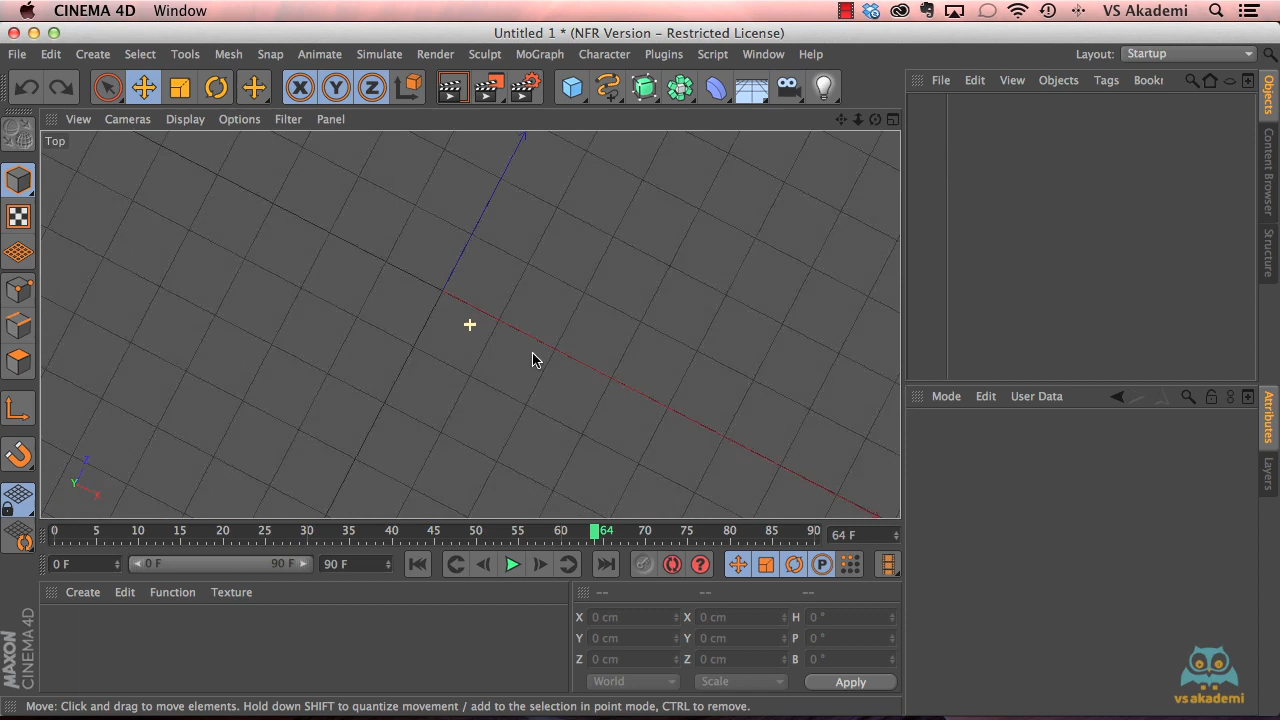 CINEMA 4D Window VS Akademi
Untitled 1 * (NFR Version - Restricted License)
File Edit Create Select Tools Mesh Snap Animate Simulate Render Sculpt MoGraph Character Plugins Script Window Help Layout: Startup
X Y Z
File Edit View Objects Tags Bookr
View Cameras Display Options Filter Panel
Top
Objects
Content Browser
Structure
Mode Edit User Data
Attributes
Layers
Z
Y
X
0 5 10 15 20 25 30 35 40 45 50 55 60 64 70 75 80 85 90 64 F
0 F 0 F 90 F 90 F P
Create Edit Function Texture -- -- --
X 0 cm X 0 cm H 0 °
Y 0 cm Y 0 cm P 0 °
Z 0 cm Z 0 cm B 0 °
World Scale Apply
MAXON
CINEMA 4D
vs akademi
Move: Click and drag to move elements. Hold down SHIFT to quantize movement / add to the selection in point mode, CTRL to remove.